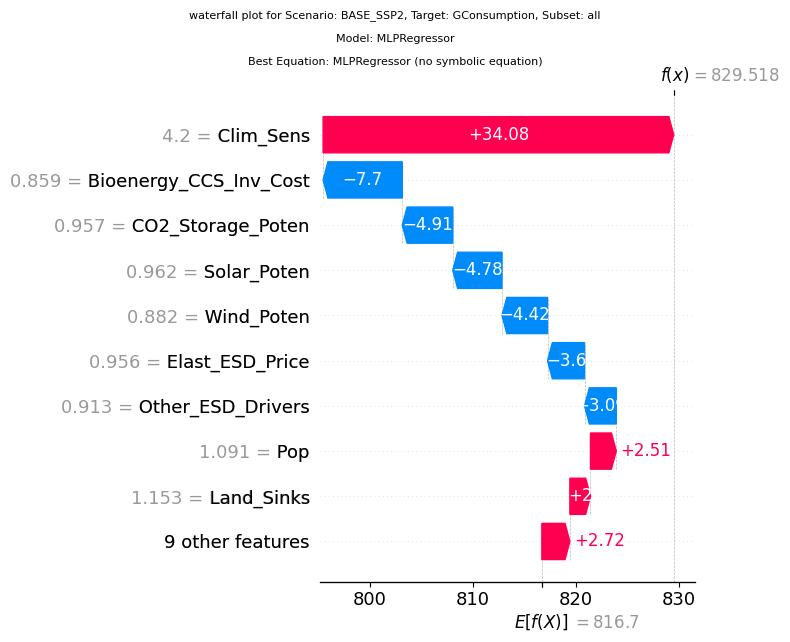 waterfall plot for Scenario: BASE_SSP2, Target: GConsumption, Subset: all
Model: MLPRegressor
Best Equation: MLPRegressor (no symbolic equation)
f(x) = 829.518
4.2 = Clim_Sens +34.08
0.859 = Bioenergy_CCS_Inv_Cost −7.7
0.957 = CO2_Storage_Poten −4.91
0.962 = Solar_Poten −4.78
0.882 = Wind_Poten −4.42
0.956 = Elast_ESD_Price −3.6
0.913 = Other_ESD_Drivers
1.091 = Pop +2.51
1.153 = Land_Sinks +2
9 other features +2.72
800 810 820 830
E[f(X)] = 816.7